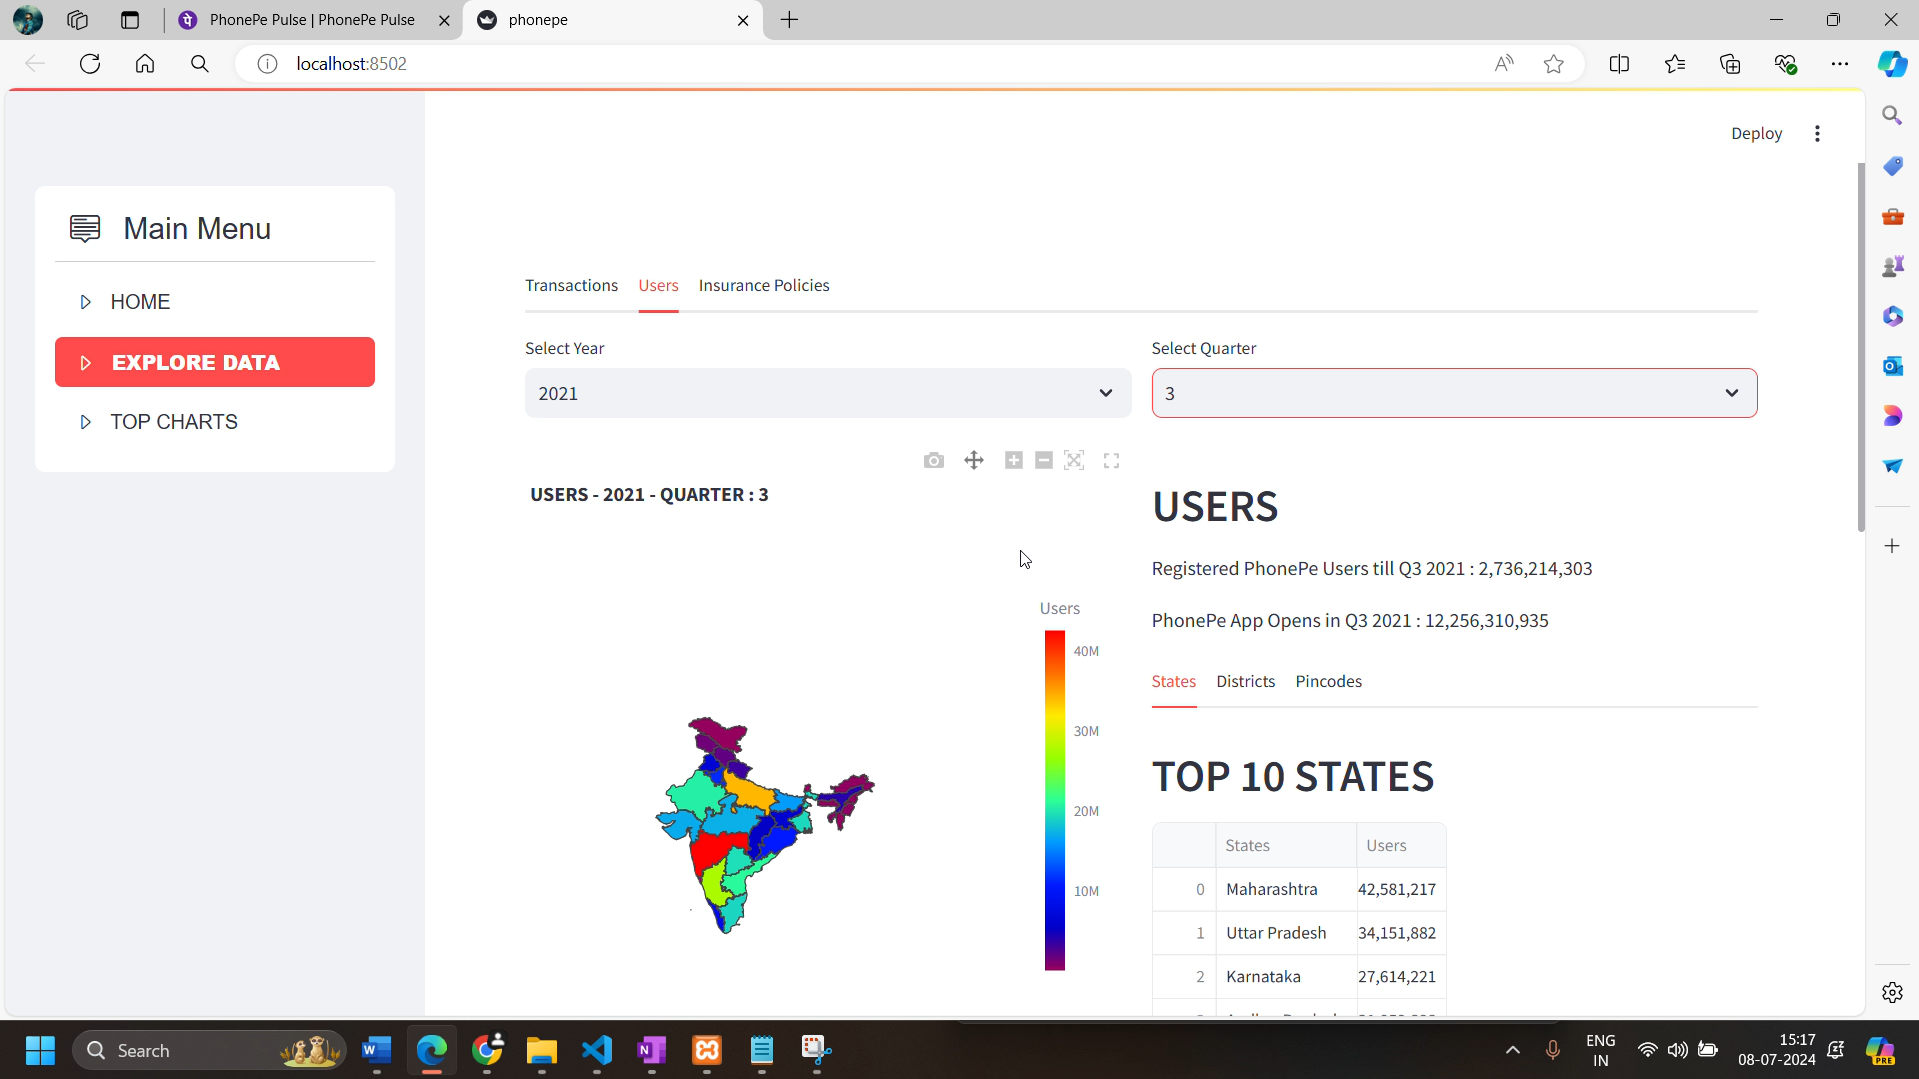 PhonePe Pulse | PhonePe Pulse
phonepe
localhost:8502
Deploy
Main Menu
HOME
EXPLORE DATA
TOP CHARTS
Transactions Users Insurance Policies
Select Year
2021
Select Quarter
3
USERS - 2021 - QUARTER : 3
Users
40M
30M
20M
10M
USERS
Registered PhonePe Users till Q3 2021 : 2,736,214,303
PhonePe App Opens in Q3 2021 : 12,256,310,935
States Districts Pincodes
TOP 10 STATES
States Users
0 Maharashtra 42,581,217
1 Uttar Pradesh 34,151,882
2 Karnataka 27,614,221
Search
ENG
IN
15:17
08-07-2024
PRE